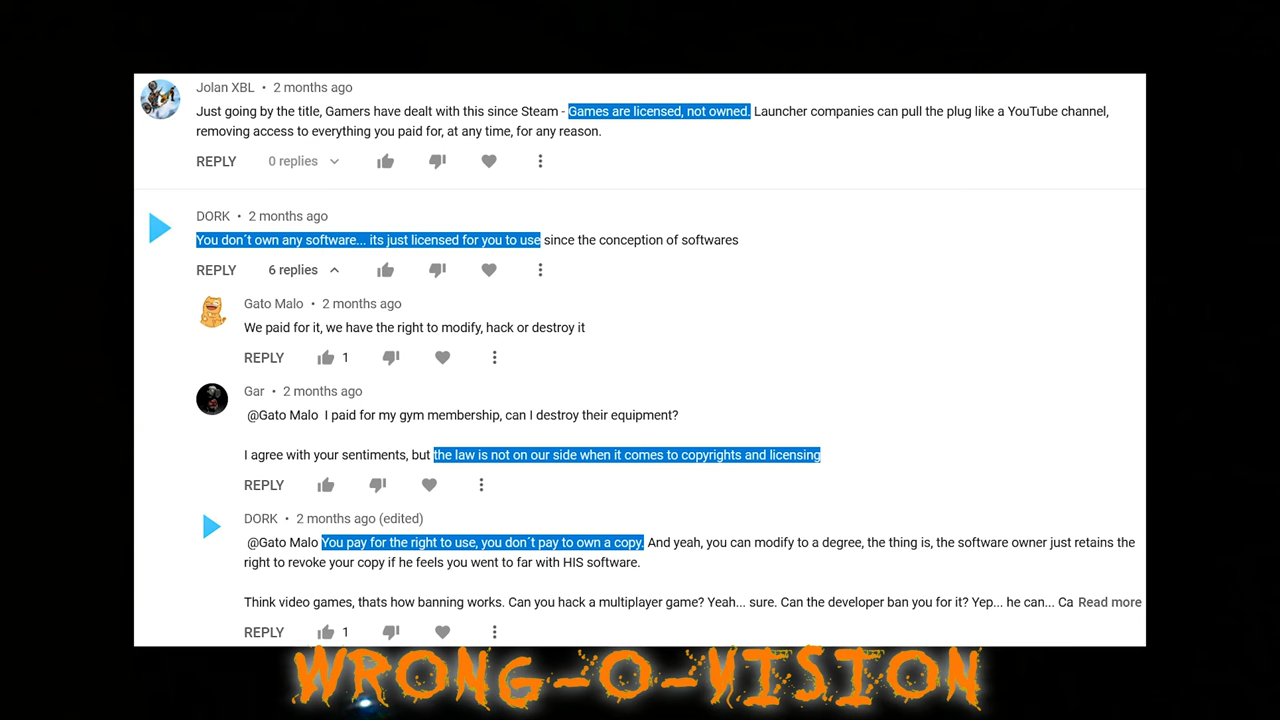 Jolan XBL • 2 months ago
Just going by the title, Gamers have dealt with this since Steam - Games are licensed, not owned. Launcher companies can pull the plug like a YouTube channel,
removing access to everything you paid for, at any time, for any reason.
REPLY 0 replies
DORK • 2 months ago
You don´t own any software... its just licensed for you to use since the conception of softwares
REPLY 6 replies
Gato Malo • 2 months ago
We paid for it, we have the right to modify, hack or destroy it
REPLY 1
Gar • 2 months ago
@Gato Malo I paid for my gym membership, can I destroy their equipment?
I agree with your sentiments, but the law is not on our side when it comes to copyrights and licensing
REPLY
DORK • 2 months ago (edited)
@Gato Malo You pay for the right to use, you don´t pay to own a copy. And yeah, you can modify to a degree, the thing is, the software owner just retains the
right to revoke your copy if he feels you went to far with HIS software.
Think video games, thats how banning works. Can you hack a multiplayer game? Yeah... sure. Can the developer ban you for it? Yep... he can... Ca Read more
REPLY 1
WRONG-O-VISION